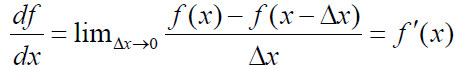 df/dx = lim_{Δx→0} (f(x) − f(x − Δx))/Δx = f′(x)